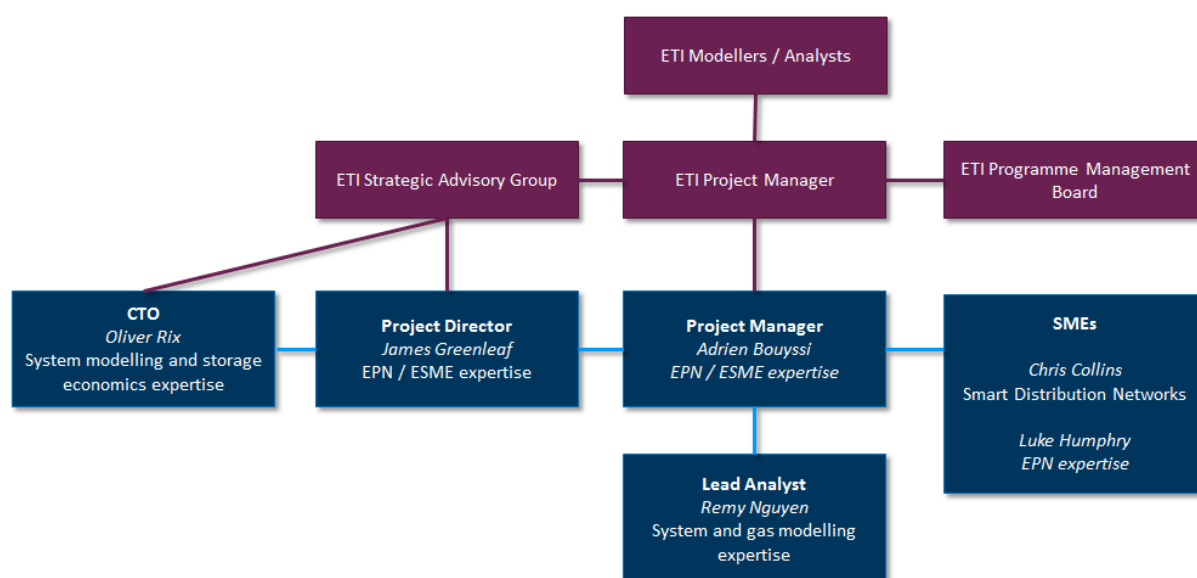 ETI Modellers / Analysts
ETI Strategic Advisory Group
ETI Project Manager
ETI Programme Management
Board
CTO
Oliver Rix
System modelling and storage
economics expertise
Project Director
James Greenleaf
EPN / ESME expertise
Project Manager
Adrien Bouyssi
EPN / ESME expertise
SMEs
Chris Collins
Smart Distribution Networks
Luke Humphry
EPN expertise
Lead Analyst
Remy Nguyen
System and gas modelling
expertise